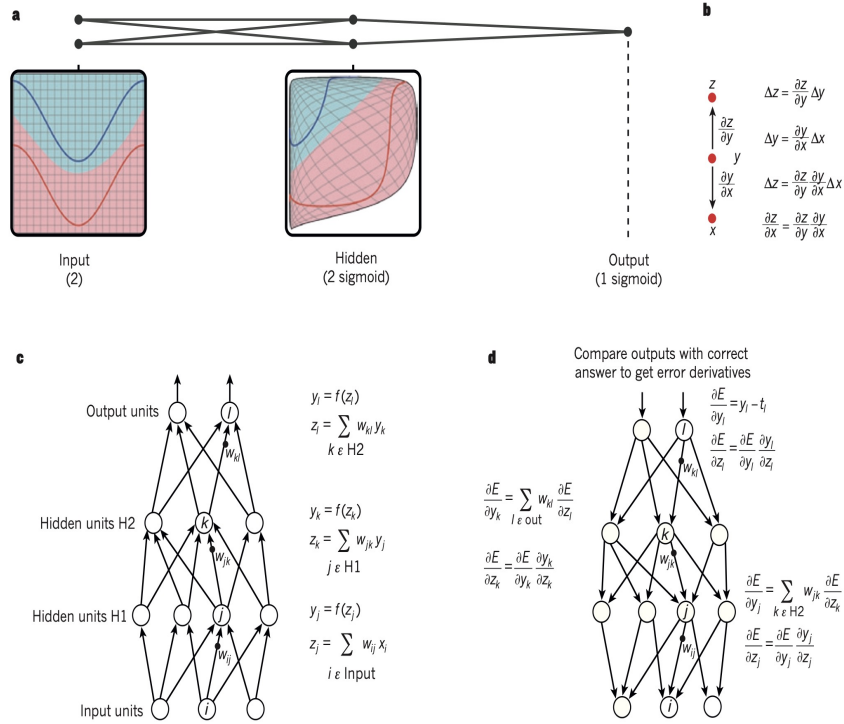 a
Input
(2)
Hidden
(2 sigmoid)
Output
(1 sigmoid)
b
z
∂z/∂y
y
∂y/∂x
x
Δz = ∂z/∂y Δy
Δy = ∂y/∂x Δx
Δz = ∂z/∂y ∂y/∂x Δx
∂z/∂x = ∂z/∂y ∂y/∂x
c
Output units
l
w_kl
y_l = f(z_l)
z_l = ∑ w_kl y_k
k ε H2
Hidden units H2
k
w_jk
y_k = f(z_k)
z_k = ∑ w_jk y_j
j ε H1
Hidden units H1
j
w_ij
y_j = f(z_j)
z_j = ∑ w_ij x_i
i ε Input
Input units
i
d
Compare outputs with correct
answer to get error derivatives
l
w_kl
∂E/∂y_l = y_l – t_l
∂E/∂z_l = ∂E/∂y_l ∂y_l/∂z_l
∂E/∂y_k = ∑ w_kl ∂E/∂z_l
l ε out
∂E/∂z_k = ∂E/∂y_k ∂y_k/∂z_k
k
w_jk
∂E/∂y_j = ∑ w_jk ∂E/∂z_k
k ε H2
∂E/∂z_j = ∂E/∂y_j ∂y_j/∂z_j
j
w_ij
i